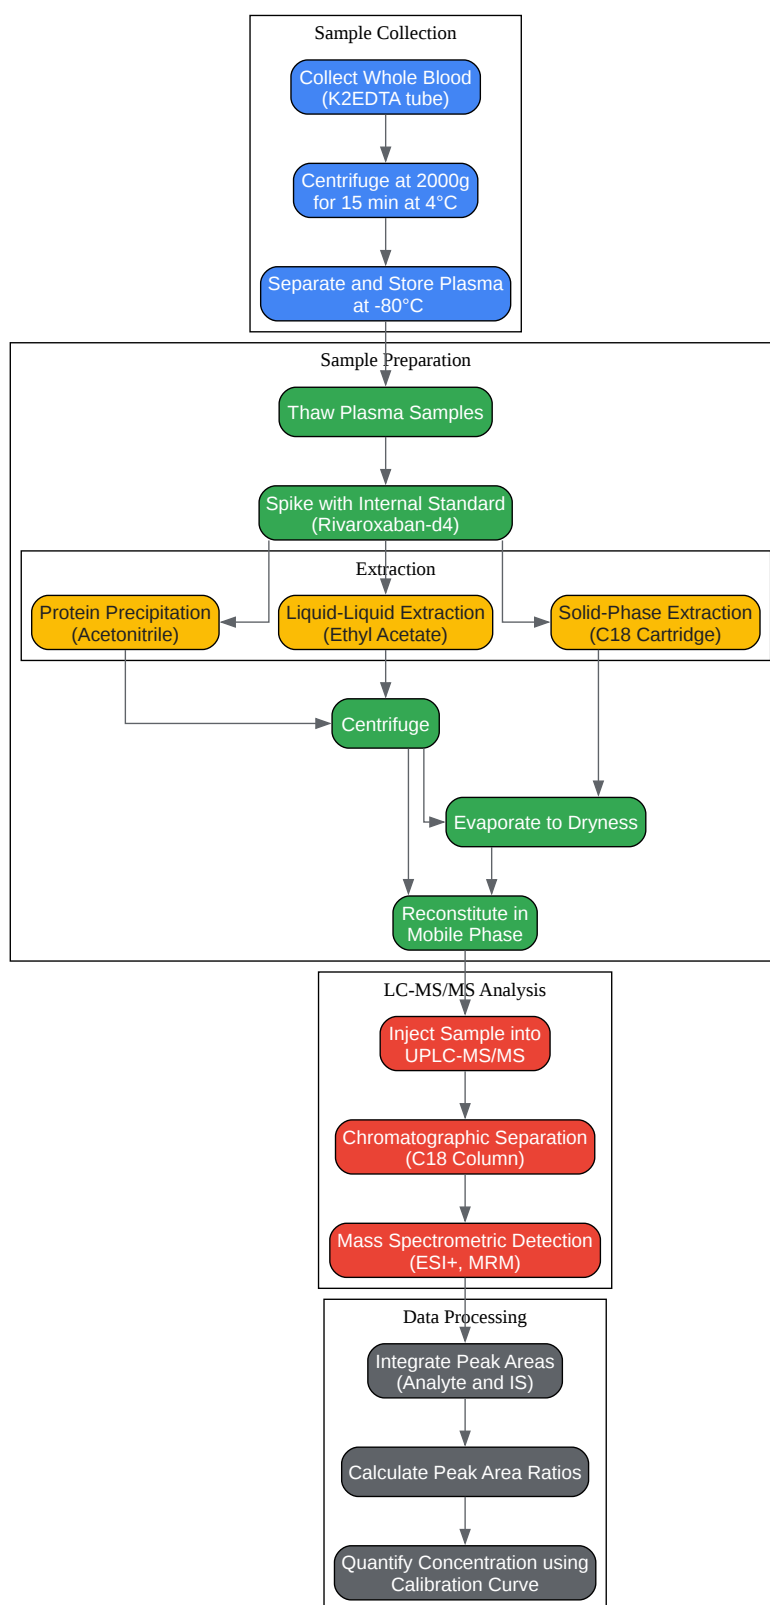 Sample Collection
Collect Whole Blood
(K2EDTA tube)
Centrifuge at 2000g
for 15 min at 4°C
Separate and Store Plasma
at -80°C
Sample Preparation
Thaw Plasma Samples
Spike with Internal Standard
(Rivaroxaban-d4)
Extraction
Protein Precipitation
(Acetonitrile)
Liquid-Liquid Extraction
(Ethyl Acetate)
Solid-Phase Extraction
(C18 Cartridge)
Centrifuge
Evaporate to Dryness
Reconstitute in
Mobile Phase
LC-MS/MS Analysis
Inject Sample into
UPLC-MS/MS
Chromatographic Separation
(C18 Column)
Mass Spectrometric Detection
(ESI+, MRM)
Data Processing
Integrate Peak Areas
(Analyte and IS)
Calculate Peak Area Ratios
Quantify Concentration using
Calibration Curve